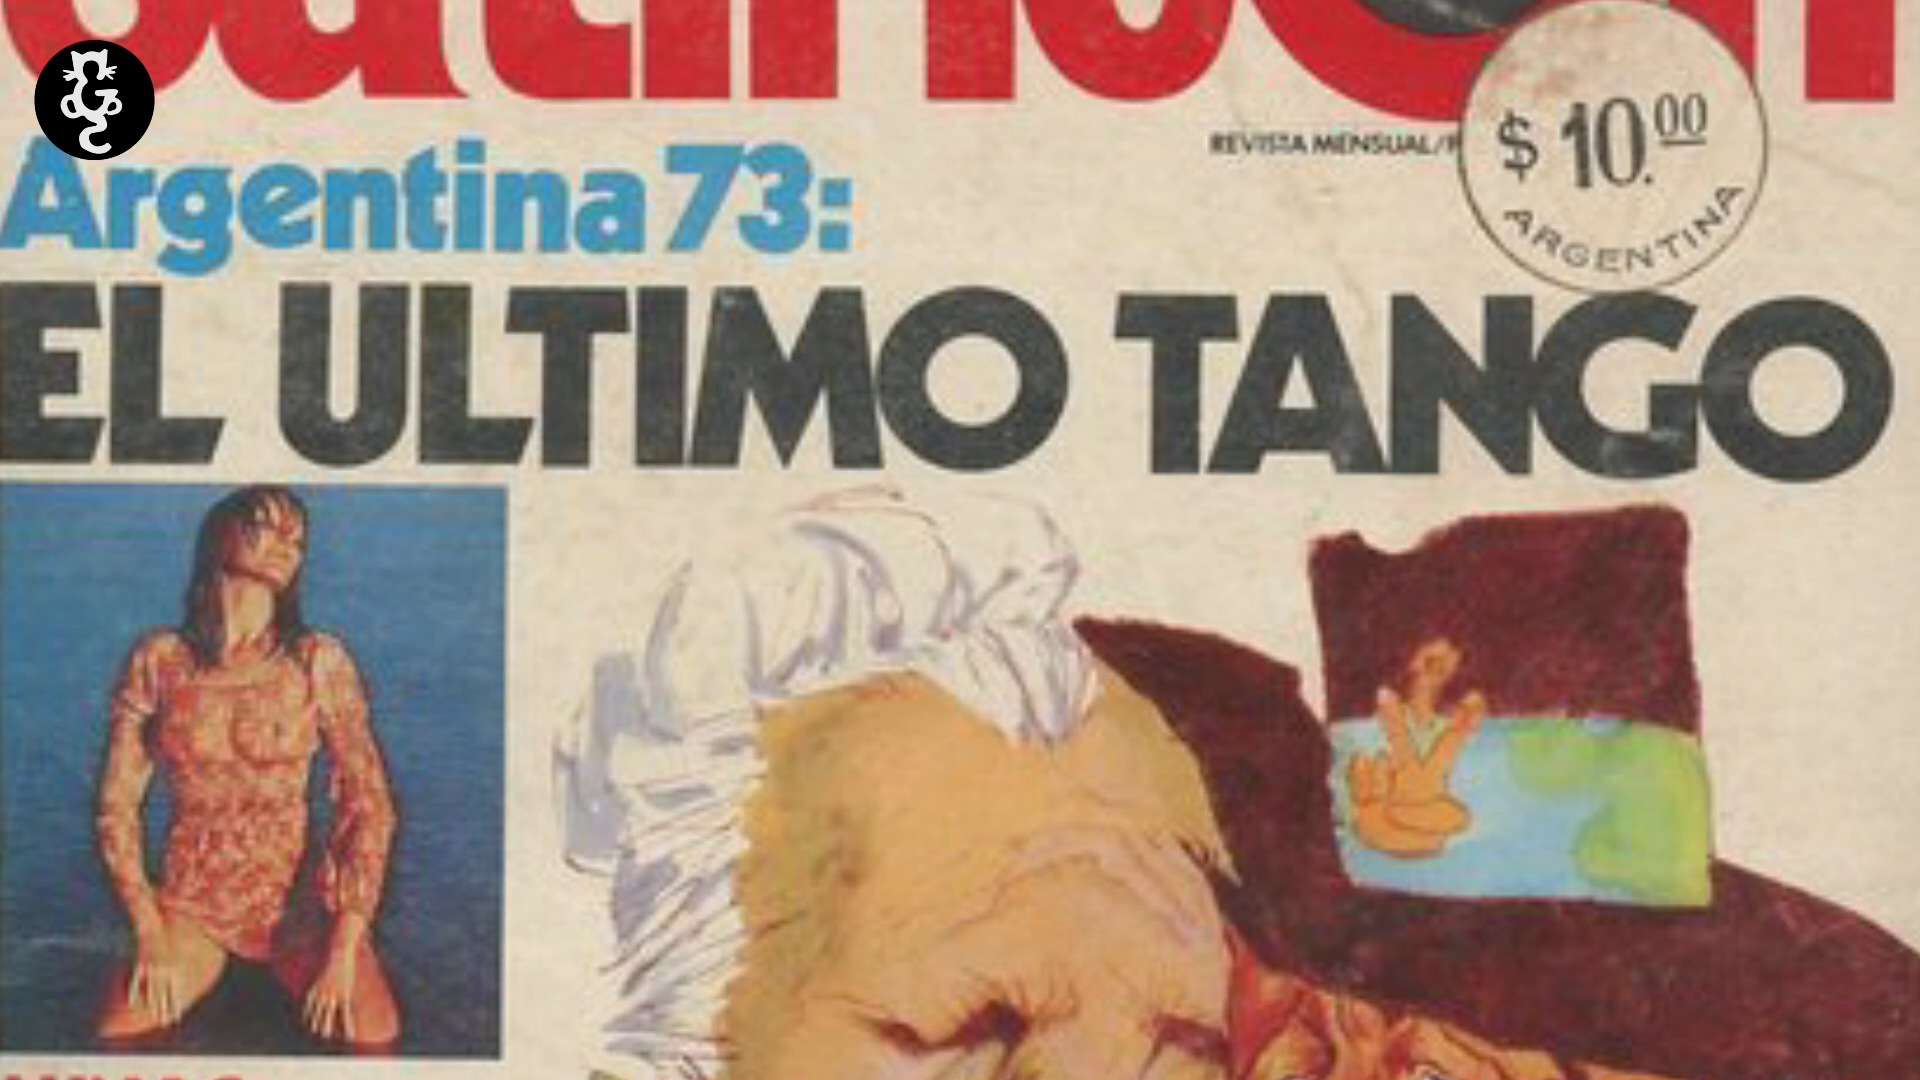 REVISTA MENSUAL/
$ 10.00
ARGENTINA
Argentina 73:
EL ULTIMO TANGO